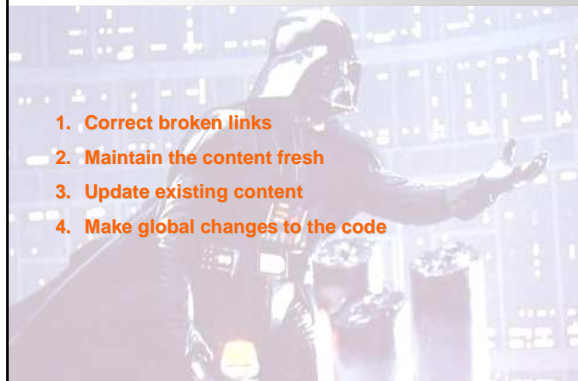 1. Correct broken links
2. Maintain the content fresh
3. Update existing content
4. Make global changes to the code